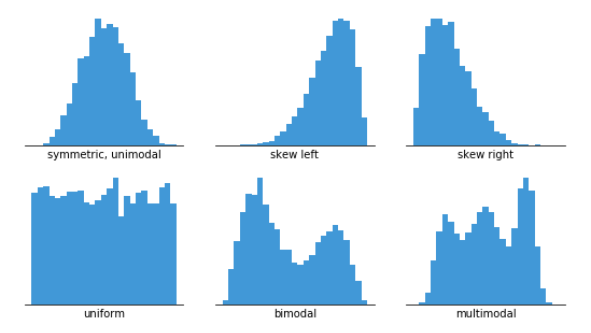 symmetric, unimodal
skew left
skew right
uniform
bimodal
multimodal